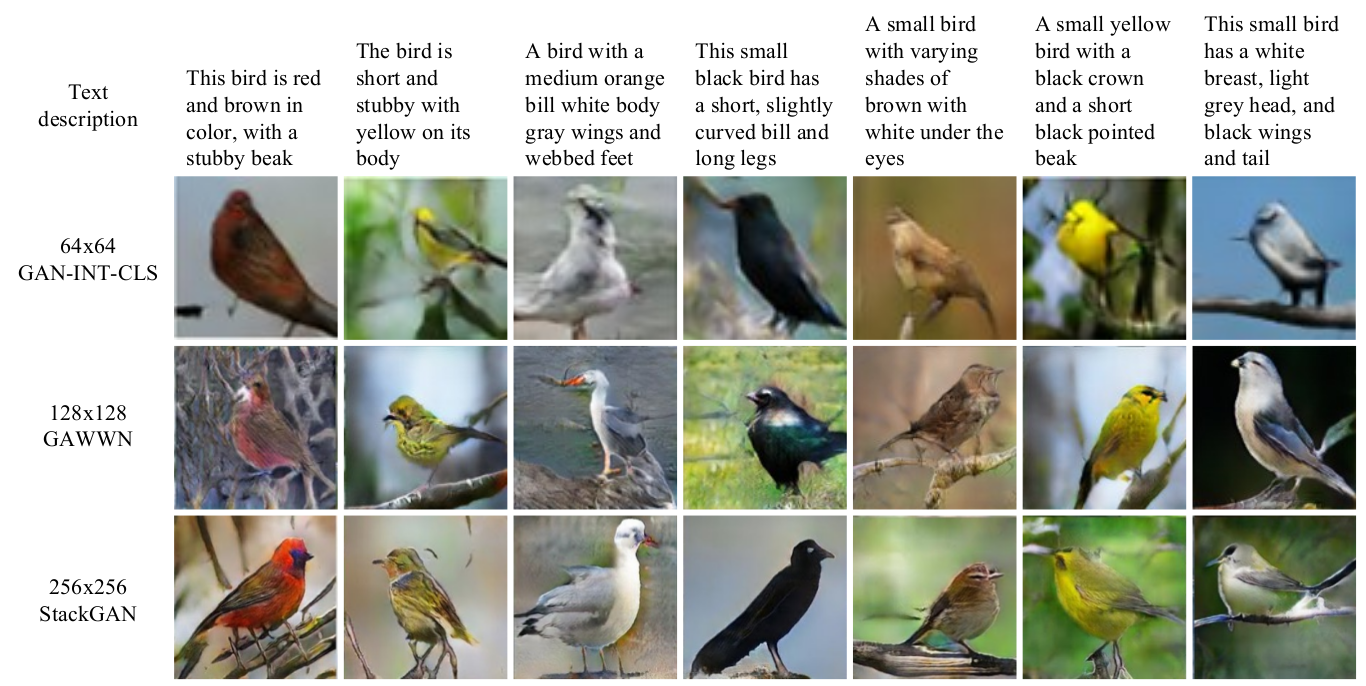 Text
description
This bird is red
and brown in
color, with a
stubby beak
The bird is
short and
stubby with
yellow on its
body
A bird with a
medium orange
bill white body
gray wings and
webbed feet
This small
black bird has
a short, slightly
curved bill and
long legs
A small bird
with varying
shades of
brown with
white under the
eyes
A small yellow
bird with a
black crown
and a short
black pointed
beak
This small bird
has a white
breast, light
grey head, and
black wings
and tail
64x64
GAN-INT-CLS
128x128
GAWWN
256x256
StackGAN